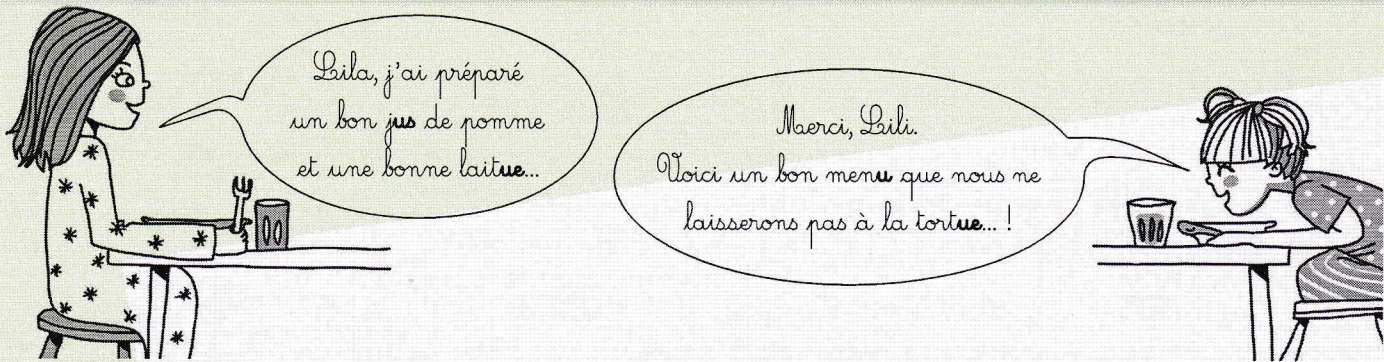 Lila, j'ai préparé
un bon jus de pomme
et une bonne laitue...
Merci, Lili.
Voici un bon menu que nous ne
laisserons pas à la tortue... !